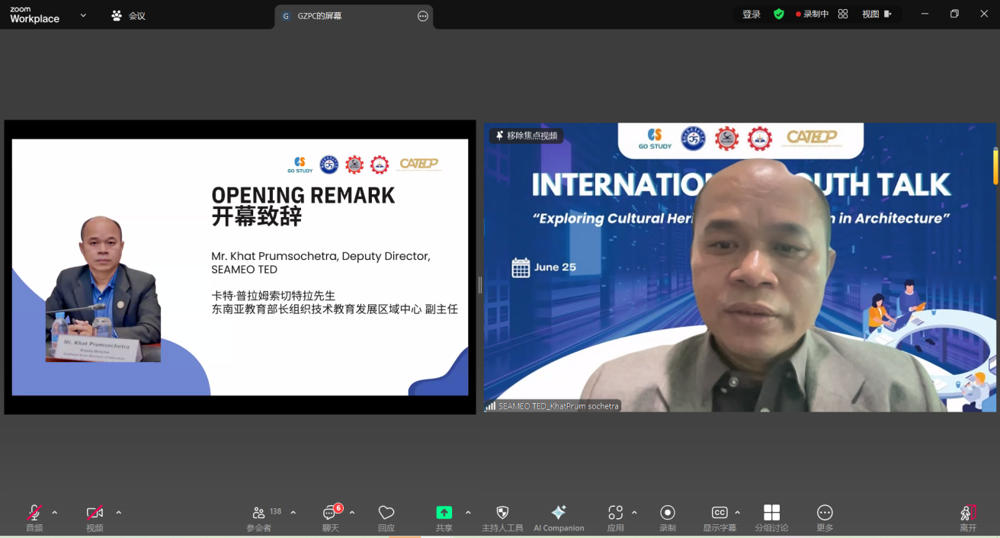 zoom
Workplace
会议
G GZPC的屏幕
登录
录制中
视图
GO STUDY
CATECP
OPENING REMARK
开幕致辞
Mr. Khat Prumsochetra, Deputy Director,
SEAMEO TED
卡特·普拉姆索切特拉先生
东南亚教育部长组织技术教育发展区域中心 副主任
Mr. Khat Prumsochetra
Deputy Director
移除焦点视频
GO STUDY
CATECP
INTERNATIO UTH TALK
“Exploring Cultural Her n in Architecture”
June 25
SEAMEO TED_KhatPrum sochetra
音频
视频
138
参会者
6
聊天
回应
共享
主持人工具
AI Companion
应用
录制
CC
显示字幕
分组讨论
更多
离开